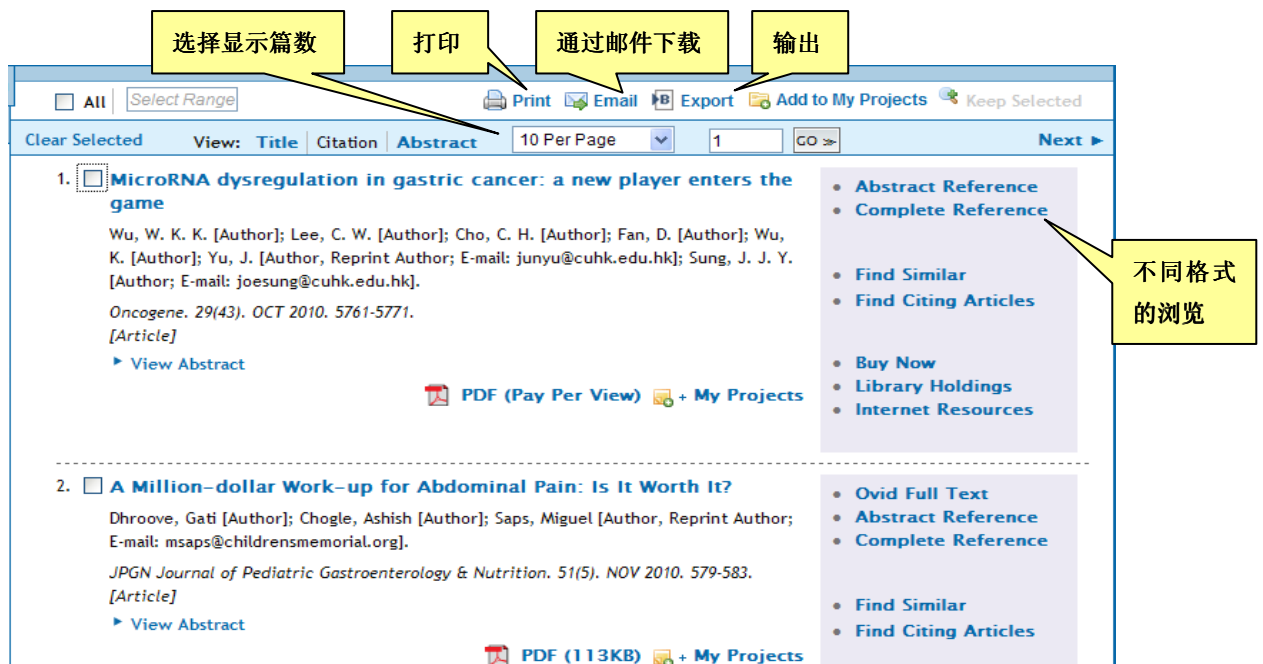 选择显示篇数
打印
通过邮件下载
输出
All
Select Range
Print Email Export Add to My Projects Keep Selected
Clear Selected View: Title Citation Abstract 10 Per Page 1 GO Next
1. MicroRNA dysregulation in gastric cancer: a new player enters the
game
Wu, W. K. K. [Author]; Lee, C. W. [Author]; Cho, C. H. [Author]; Fan, D. [Author]; Wu,
K. [Author]; Yu, J. [Author, Reprint Author; E-mail: junyu@cuhk.edu.hk]; Sung, J. J. Y.
[Author; E-mail: joesung@cuhk.edu.hk].
Oncogene. 29(43). OCT 2010. 5761-5771.
[Article]
View Abstract
PDF (Pay Per View) + My Projects
Abstract Reference
Complete Reference
Find Similar
Find Citing Articles
Buy Now
Library Holdings
Internet Resources
不同格式
的浏览
2. A Million-dollar Work-up for Abdominal Pain: Is It Worth It?
Dhroove, Gati [Author]; Chogle, Ashish [Author]; Saps, Miguel [Author, Reprint Author;
E-mail: msaps@childrensmemorial.org].
JPGN Journal of Pediatric Gastroenterology & Nutrition. 51(5). NOV 2010. 579-583.
[Article]
View Abstract
PDF (113KB) + My Projects
Ovid Full Text
Abstract Reference
Complete Reference
Find Similar
Find Citing Articles